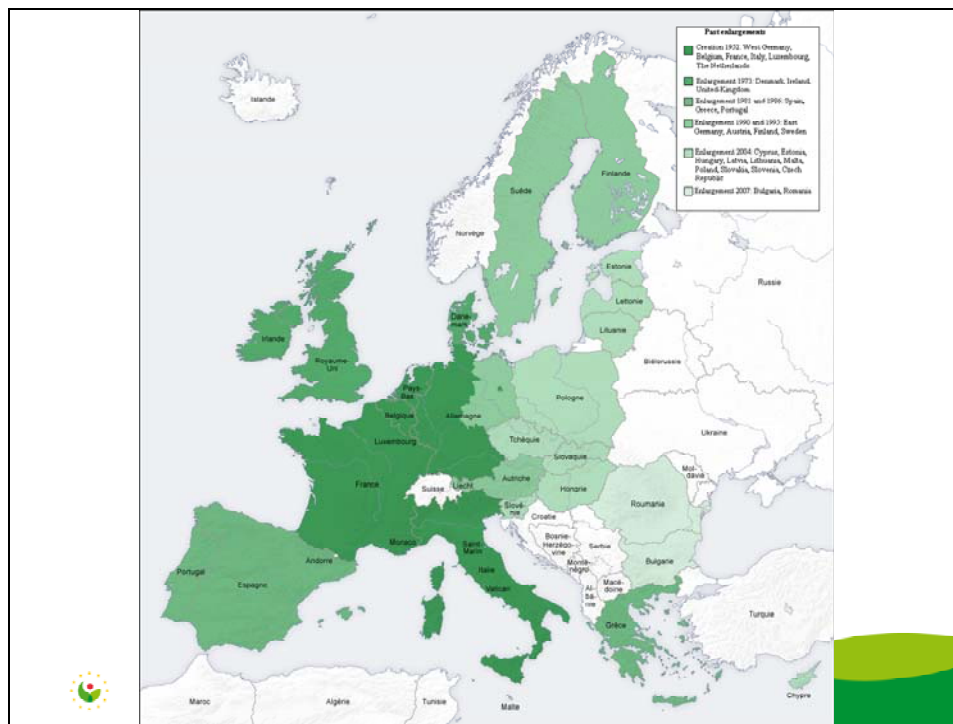 Past enlargements
Creation 1952: West Germany,
Belgium, France, Italy, Luxembourg,
The Netherlands
Enlargement 1973: Denmark, Ireland,
United-Kingdom
Enlargement 1981 and 1986: Spain,
Greece, Portugal
Enlargement 1990 and 1995: East
Germany, Austria, Finland, Sweden
Enlargement 2004: Cyprus, Estonia,
Hungary, Latvia, Lithuania, Malta,
Poland, Slovakia, Slovenia, Czech
Republic
Enlargement 2007: Bulgaria, Romania
Islande
Finlande
Suède
Norvège
Estonie
Russie
Lettonie
Dane-
mark
Lituanie
Irlande
Royaume-
Uni
Biélorussie
Pays-
Bas
Pologne
Belgique
Allemagne
Ukraine
Luxembourg
Tchéquie
Slovaquie
Mol-
davie
Autriche
Liecht
Suisse
Hongrie
France
Slové-
nie
Roumanie
Croatie
Bosnie-
Herzégo-
vine
Serbie
Monaco
Saint-
Marin
Andorre
Italie
Monté-
négro
Bulgarie
Portugal
Espagne
Vatican
Al-
ba-
nie
Macé-
doine
Turquie
Grèce
Chypre
Maroc
Algérie
Tunisie
Malte